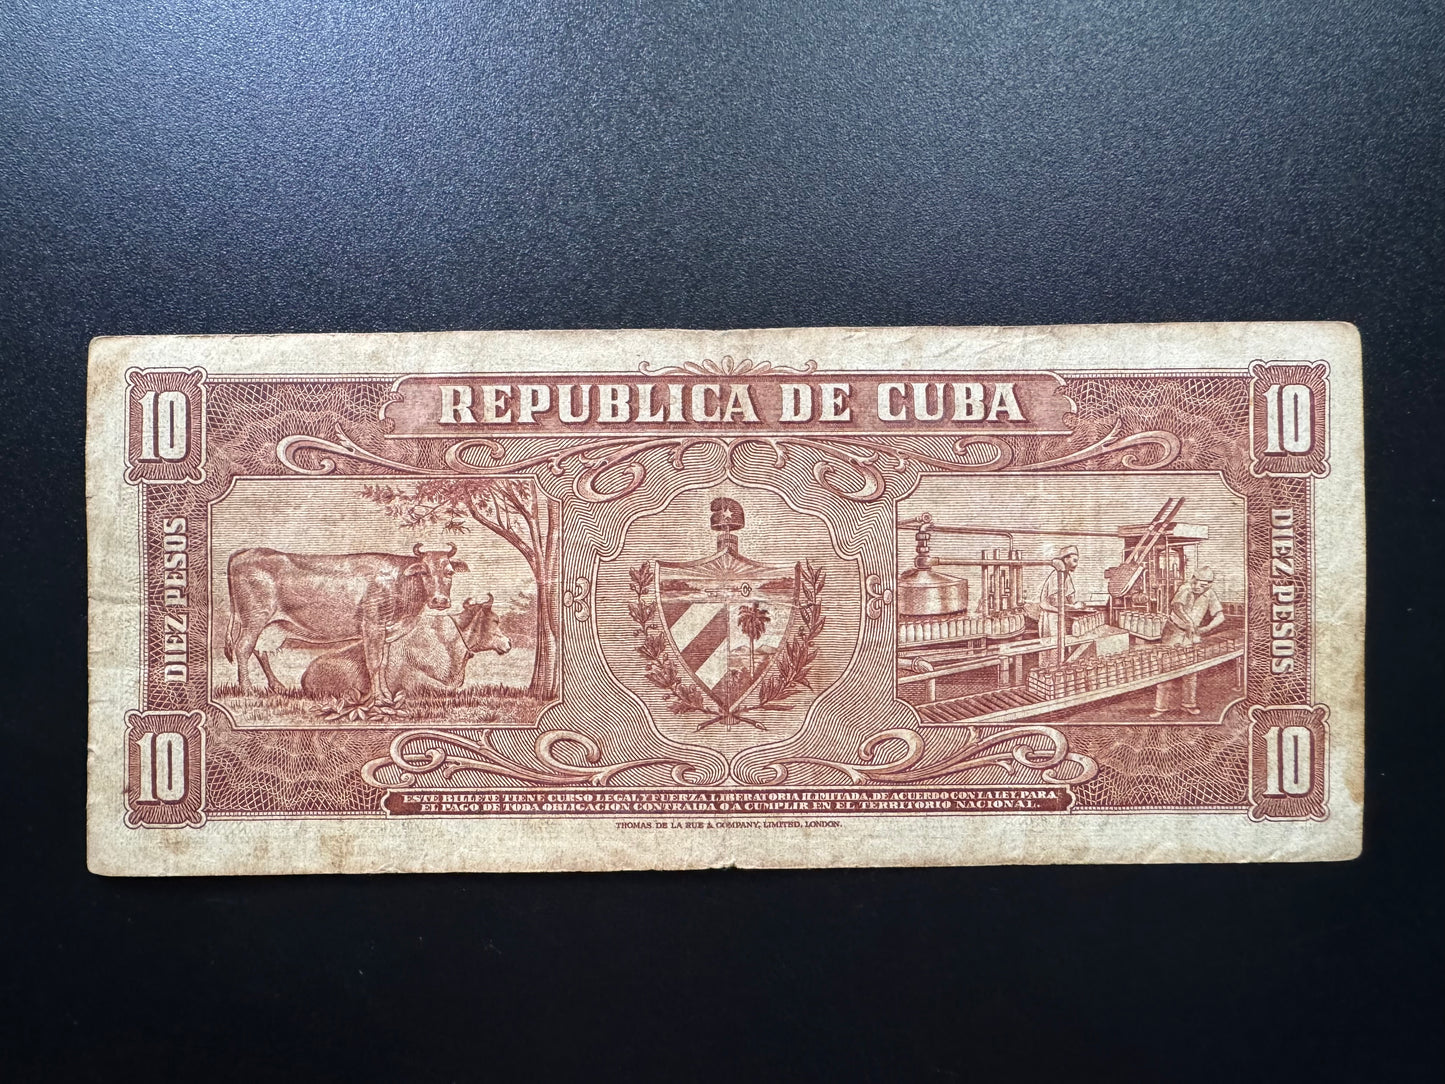 10
REPUBLICA DE CUBA
10
DIEZ PESOS
DIEZ PESOS
10
10
ESTE BILLETE TIENE CURSO LEGAL Y FUERZA LIBERATORIA ILIMITADA, DE ACUERDO CON LA LEY, PARA
EL PAGO DE TODA OBLIGACION CONTRAIDA O A CUMPLIR EN EL TERRITORIO NACIONAL.
THOMAS DE LA RUE & COMPANY, LIMITED, LONDON.